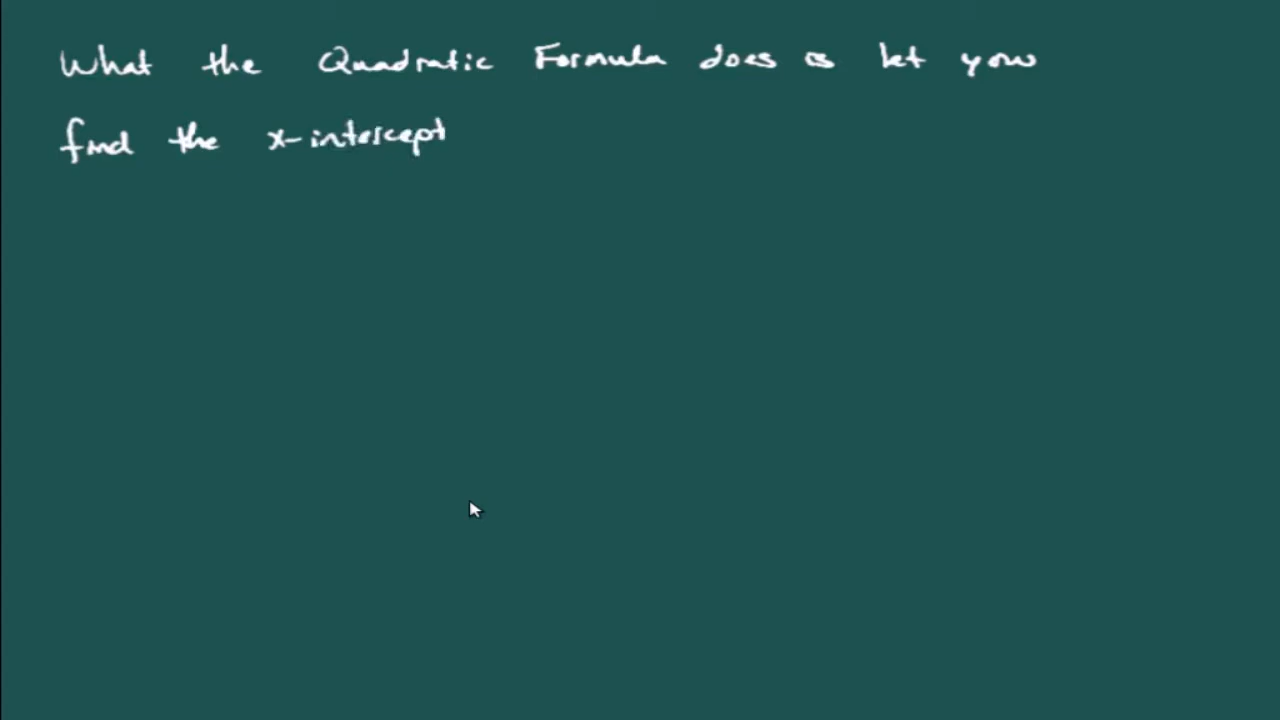 What the Quadratic Formula does is let you
find the x-intercept